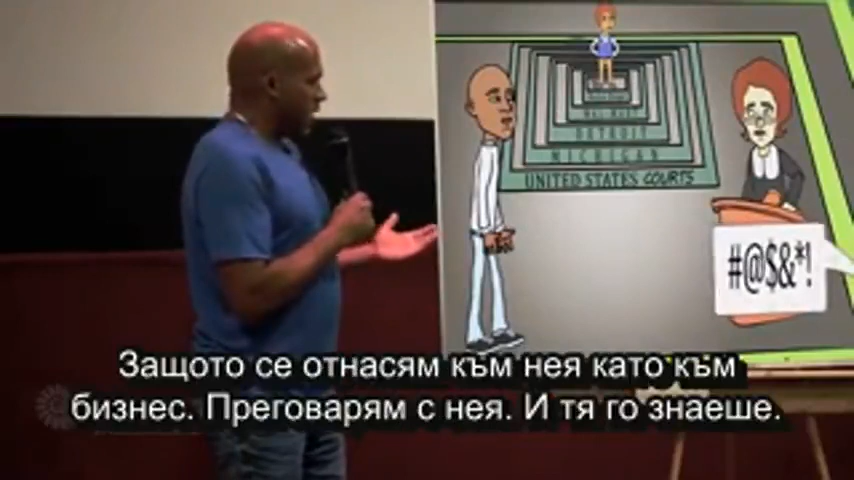 DETROIT
MICHIGAN
UNITED STATES COURTS
#@$&*!
Защото се отнасям към нея като към
бизнес. Преговарям с нея. И тя го знаеше.